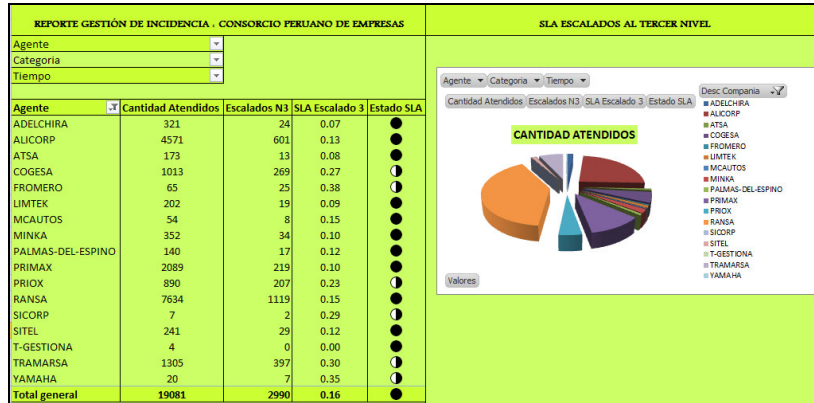 REPORTE GESTIÓN DE INCIDENCIA - CONSORCIO PERUANO DE EMPRESAS
SLA ESCALADOS AL TERCER NIVEL
Agente
Categoria
Tiempo
Agente Cantidad Atendidos Escalados N3 SLA Escalado 3 Estado SLA
ADELCHIRA 321 24 0.07
ALICORP 4571 601 0.13
ATSA 173 13 0.08
COGESA 1013 269 0.27
FROMERO 65 25 0.38
LIMTEK 202 19 0.09
MCAUTOS 54 8 0.15
MINKA 352 34 0.10
PALMAS-DEL-ESPINO 140 17 0.12
PRIMAX 2089 219 0.10
PRIOX 890 207 0.23
RANSA 7634 1119 0.15
SICORP 7 2 0.29
SITEL 241 29 0.12
T-GESTIONA 4 0 0.00
TRAMARSA 1305 397 0.30
YAMAHA 20 7 0.35
Total general 19081 2990 0.16
Agente Categoria Tiempo
Cantidad Atendidos Escalados N3 SLA Escalado 3 Estado SLA
CANTIDAD ATENDIDOS
Valores
Desc Compania
ADELCHIRA
ALICORP
ATSA
COGESA
FROMERO
LIMTEK
MCAUTOS
MINKA
PALMAS-DEL-ESPINO
PRIMAX
PRIOX
RANSA
SICORP
SITEL
T-GESTIONA
TRAMARSA
YAMAHA